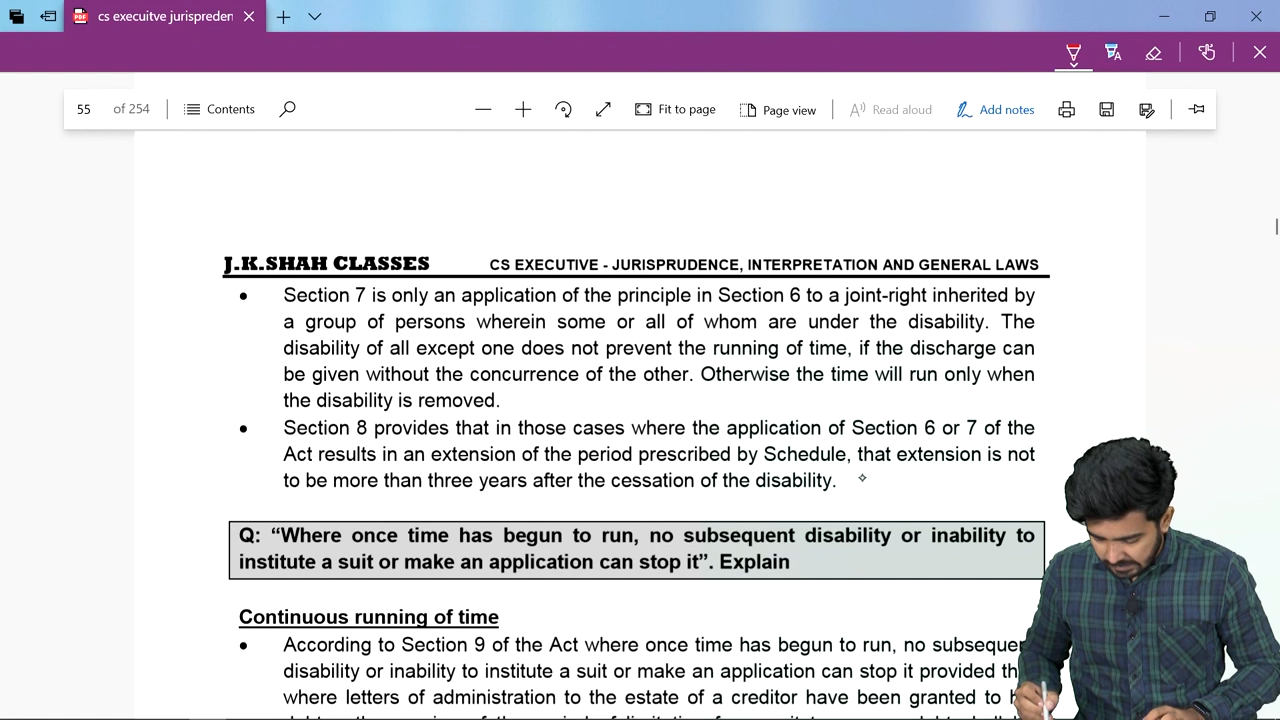 cs execuitve jurispreden
55 of 254 Contents Fit to page Page view Read aloud Add notes
J.K.SHAH CLASSES CS EXECUTIVE - JURISPRUDENCE, INTERPRETATION AND GENERAL LAWS
• Section 7 is only an application of the principle in Section 6 to a joint-right inherited by
a group of persons wherein some or all of whom are under the disability. The
disability of all except one does not prevent the running of time, if the discharge can
be given without the concurrence of the other. Otherwise the time will run only when
the disability is removed.
• Section 8 provides that in those cases where the application of Section 6 or 7 of the
Act results in an extension of the period prescribed by Schedule, that extension is not
to be more than three years after the cessation of the disability.
Q: “Where once time has begun to run, no subsequent disability or inability to
institute a suit or make an application can stop it”. Explain
Continuous running of time
• According to Section 9 of the Act where once time has begun to run, no subsequen
disability or inability to institute a suit or make an application can stop it provided th
where letters of administration to the estate of a creditor have been granted to